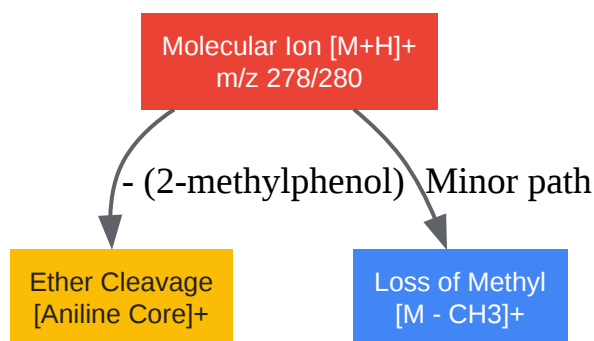 Molecular Ion [M+H]+
m/z 278/280
- (2-methylphenol)
Minor path
Ether Cleavage
[Aniline Core]+
Loss of Methyl
[M - CH3]+